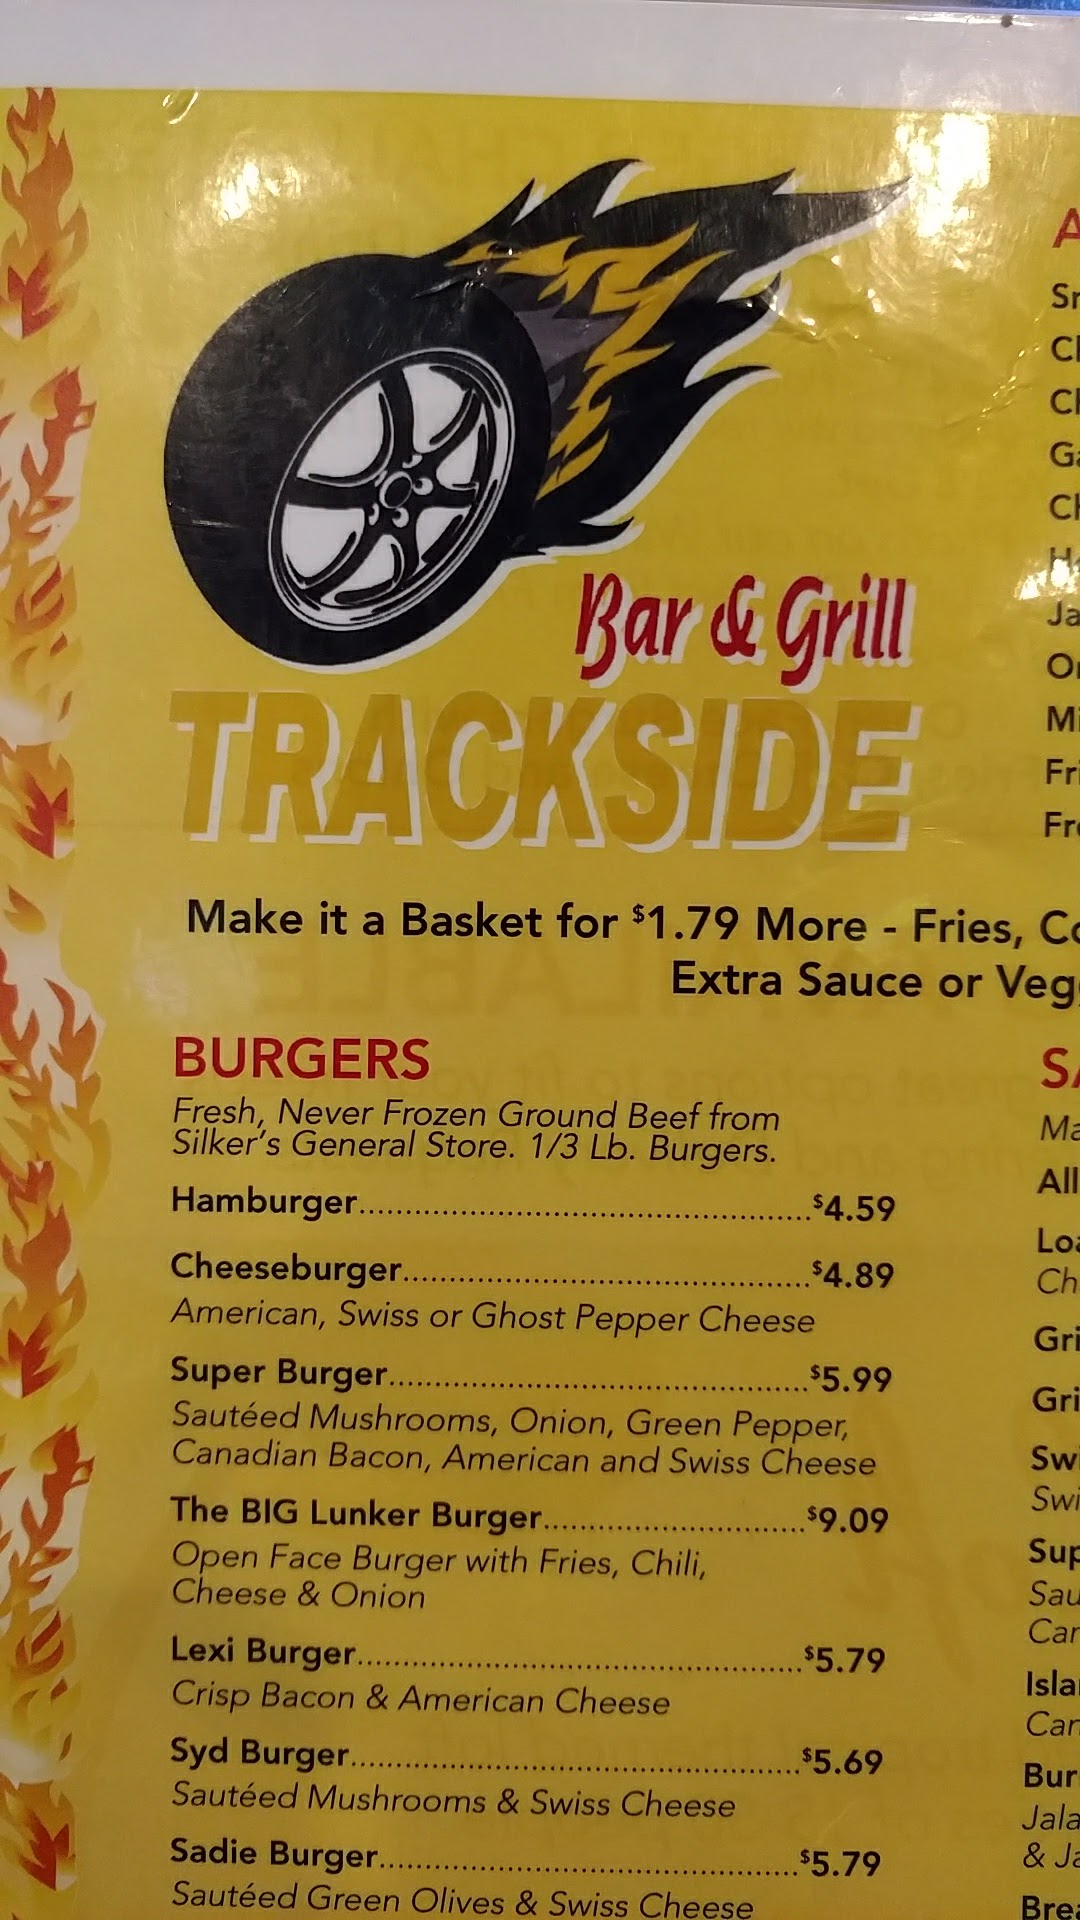 Bar & Grill
TRACKSIDE
Make it a Basket for $1.79 More - Fries,
Extra Sauce or
BURGERS
Fresh, Never Frozen Ground Beef from
Silker's General Store. 1/3 Lb. Burgers.
Hamburger........................................$4.59
Cheeseburger....................................$4.89
American, Swiss or Ghost Pepper Cheese
Super Burger.....................................$5.99
Sautéed Mushrooms, Onion, Green Pepper,
Canadian Bacon, American and Swiss Cheese
The BIG Lunker Burger........................$9.09
Open Face Burger with Fries, Chili,
Cheese & Onion
Lexi Burger.......................................$5.79
Crisp Bacon & American Cheese
Syd Burger........................................$5.69
Sautéed Mushrooms & Swiss Cheese
Sadie Burger.....................................$5.79
Sautéed Green Olives & Swiss Cheese
All